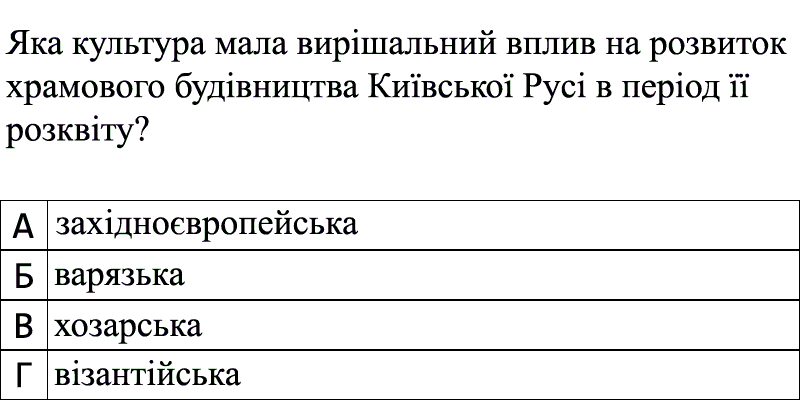 Яка культура мала вирішальний вплив на розвиток
храмового будівництва Київської Русі в період її
розквіту?
А західноєвропейська
Б варязька
В хозарська
Г візантійська